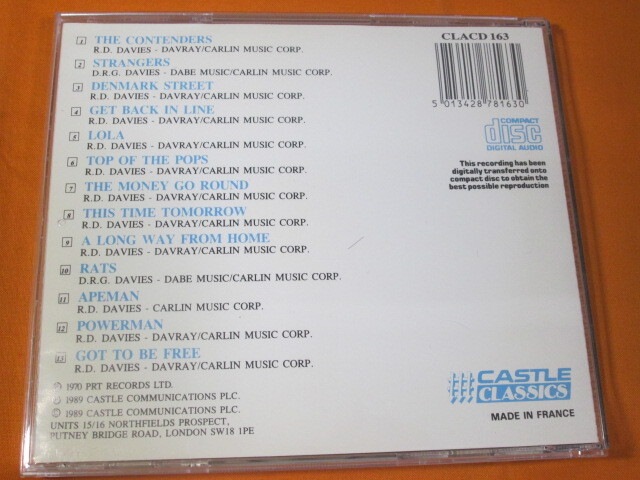 1 THE CONTENDERS
R.D. DAVIES - DAVRAY/CARLIN MUSIC CORP.
2 STRANGERS
D.R.G. DAVIES - DABE MUSIC/CARLIN MUSIC CORP.
3 DENMARK STREET
R.D. DAVIES - DAVRAY/CARLIN MUSIC CORP.
4 GET BACK IN LINE
R.D. DAVIES - DAVRAY/CARLIN MUSIC CORP.
5 LOLA
R.D. DAVIES - DAVRAY/CARLIN MUSIC CORP.
6 TOP OF THE POPS
R.D. DAVIES - DAVRAY/CARLIN MUSIC CORP.
7 THE MONEY GO ROUND
R.D. DAVIES - DAVRAY/CARLIN MUSIC CORP.
8 THIS TIME TOMORROW
R.D. DAVIES - DAVRAY/CARLIN MUSIC CORP.
9 A LONG WAY FROM HOME
R.D. DAVIES - DAVRAY/CARLIN MUSIC CORP.
10 RATS
D.R.G. DAVIES - DABE MUSIC/CARLIN MUSIC CORP.
11 APEMAN
R.D. DAVIES - CARLIN MUSIC CORP.
12 POWERMAN
R.D. DAVIES - DAVRAY/CARLIN MUSIC CORP.
13 GOT TO BE FREE
R.D. DAVIES - DAVRAY/CARLIN MUSIC CORP.
℗ 1970 PRT RECORDS LTD.
℗ 1989 CASTLE COMMUNICATIONS PLC.
© 1989 CASTLE COMMUNICATIONS PLC.
UNITS 15/16 NORTHFIELDS PROSPECT,
PUTNEY BRIDGE ROAD, LONDON SW18 1PE
CLACD 163
5 013428 781630
COMPACT
disc
DIGITAL AUDIO
This recording has been
digitally transferred onto
compact disc to obtain the
best possible reproduction
CASTLE
CLASSICS
MADE IN FRANCE